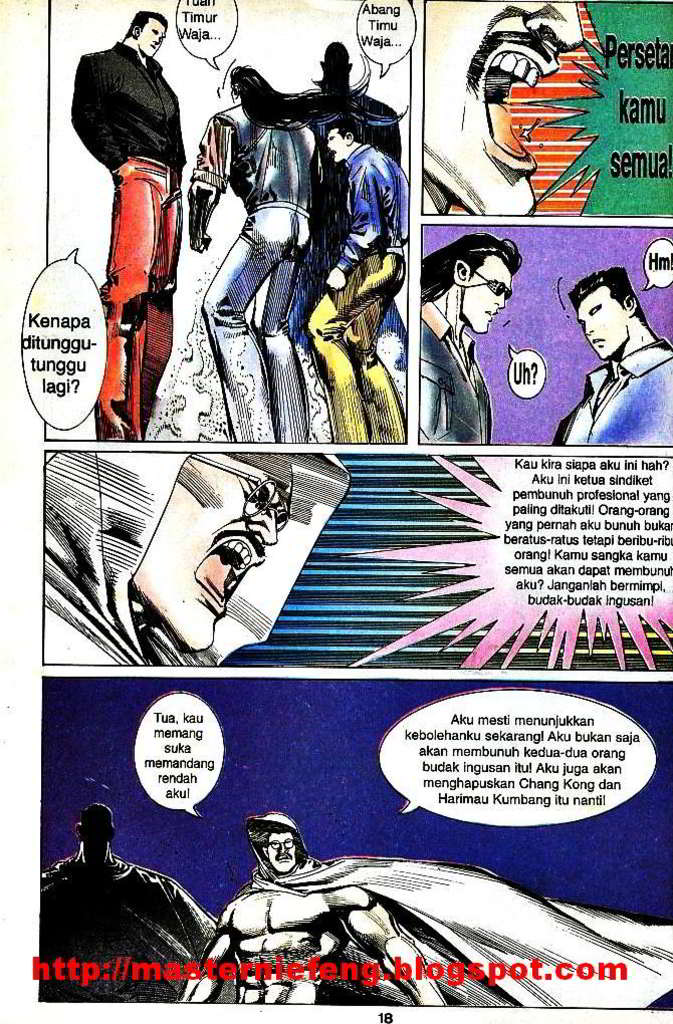 Tuan
Timur
Waja...
Abang
Timu
Waja...
Kenapa
ditunggu-
tunggu
lagi?
Persetan
kamu
semua!
Uh?
Hm!
Kau kira siapa aku ini hah?
Aku ini ketua sindiket
pembunuh profesional yang
paling ditakuti! Orang-orang
yang pernah aku bunuh bukan
beratus-ratus tetapi beribu-ribu
orang! Kamu sangka kamu
semua akan dapat membunuh
aku? Janganlah bermimpi,
budak-budak ingusan!
Tua, kau
memang
suka
memandang
rendah
aku!
Aku mesti menunjukkan
kebolehanku sekarang! Aku bukan saja
akan membunuh kedua-dua orang
budak ingusan itu! Aku juga akan
menghapuskan Chang Kong dan
Harimau Kumbang itu nanti!
http://masterniefeng.blogspot.com
18